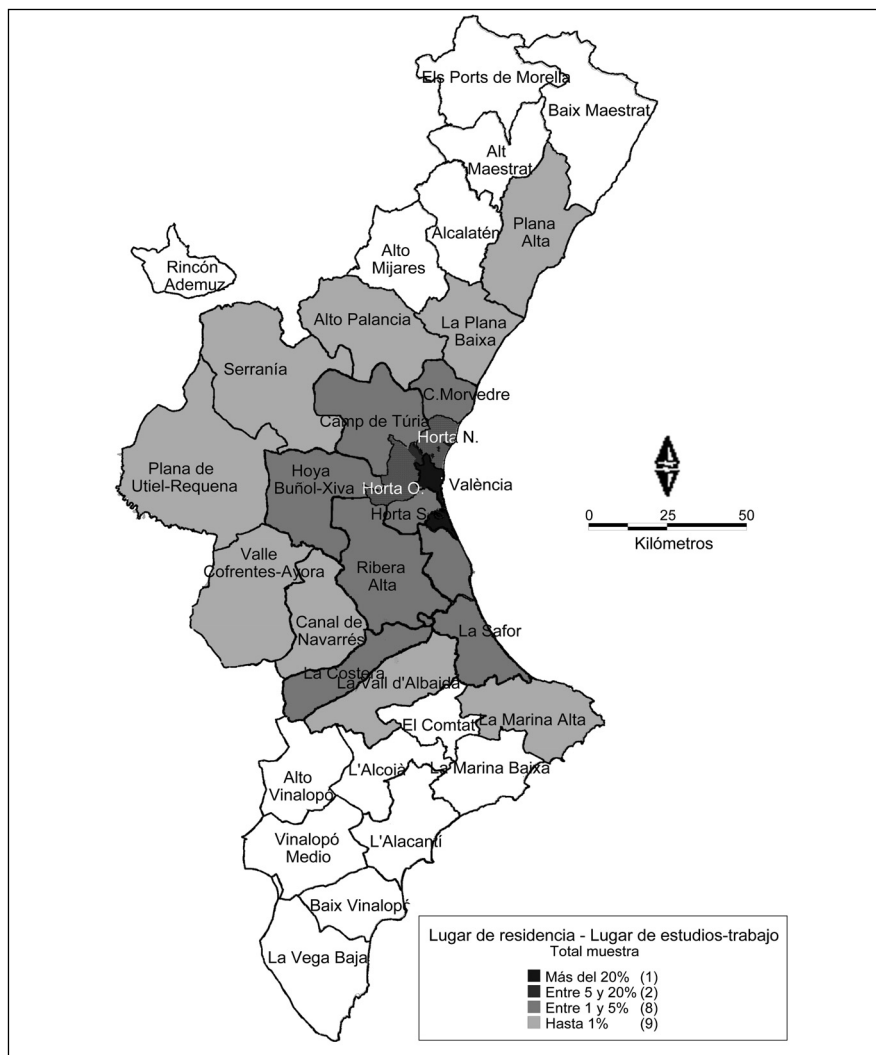 Els Ports de Morella
Baix Maestrat
Alt
Maestrat
Plana
Alta
Alcalatén
Alto
Mijares
Rincón
Ademuz
Alto Palancia
La Plana
Baixa
Serranía
C.Morvedre
Camp de Túria
Horta N.
Plana de
Utiel-Requena
Hoya
Buñol-Xiva
Horta O.
València
Horta S.
0 25 50
Kilómetros
Valle
Cofrentes-Ayora
Ribera
Alta
Canal de
Navarrés
La Safor
La Costera
La Vall d'Albaida
El Comtat
La Marina Alta
L'Alcoià
La Marina Baixa
Alto
Vinalopó
Vinalopó
Medio
L'Alacantí
Baix Vinalopó
La Vega Baja
Lugar de residencia - Lugar de estudios-trabajo
Total muestra
Más del 20% (1)
Entre 5 y 20% (2)
Entre 1 y 5% (8)
Hasta 1% (9)